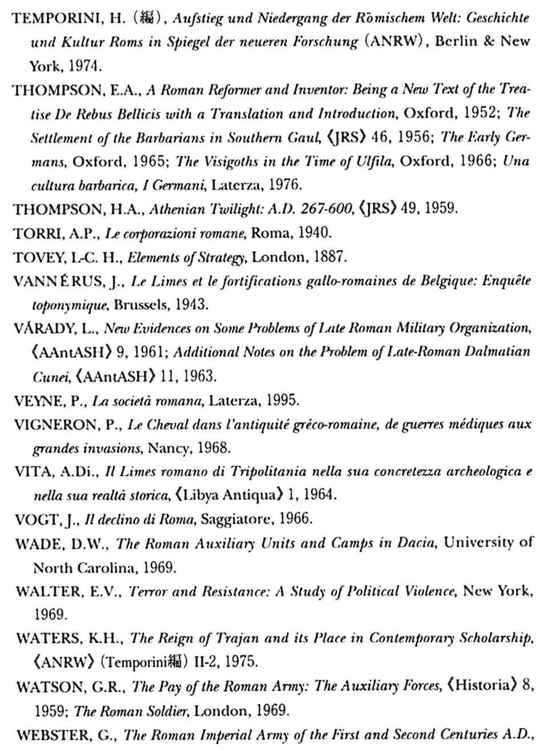 TEMPORINI, H. (編), Aufstieg und Niedergang der Römischem Welt: Geschichte
und Kultur Roms in Spiegel der neueren Forschung (ANRW), Berlin & New
York, 1974.
THOMPSON, E.A., A Roman Reformer and Inventor: Being a New Text of the Trea-
tise De Rebus Bellicis with a Translation and Introduction, Oxford, 1952; The
Settlement of the Barbarians in Southern Gaul, 《JRS》 46, 1956; The Early Ger-
mans, Oxford, 1965; The Visigoths in the Time of Ulfila, Oxford, 1966; Una
cultura barbarica, I Germani, Laterza, 1976.
THOMPSON, H.A., Athenian Twilight: A.D. 267-600, 《JRS》 49, 1959.
TORRI, A.P., Le corporazioni romane, Roma, 1940.
TOVEY, L-C. H., Elements of Strategy, London, 1887.
VANNÉRUS, J., Le Limes et le fortifications gallo-romaines de Belgique: Enquête
toponymique, Brussels, 1943.
VÁRADY, L., New Evidences on Some Problems of Late Roman Military Organization,
《AAntASH》 9, 1961; Additional Notes on the Problem of Late-Roman Dalmatian
Cunei, 《AAntASH》 11, 1963.
VEYNE, P., La società romana, Laterza, 1995.
VIGNERON, P., Le Cheval dans l'antiquité gréco-romaine, de guerres médiques aux
grandes invasions, Nancy, 1968.
VITA, A.Di., Il Limes romano di Tripolitania nella sua concretezza archeologica e
nella sua realtà storica, 《Libya Antiqua》 1, 1964.
VOGT, J., Il declino di Roma, Saggiatore, 1966.
WADE, D.W., The Roman Auxiliary Units and Camps in Dacia, University of
North Carolina, 1969.
WALTER, E.V., Terror and Resistance: A Study of Political Violence, New York,
1969.
WATERS, K.H., The Reign of Trajan and its Place in Contemporary Scholarship,
《ANRW》 (Temporini編) II-2, 1975.
WATSON, G.R., The Pay of the Roman Army: The Auxiliary Forces, 《Historia》 8,
1959; The Roman Soldier, London, 1969.
WEBSTER, G., The Roman Imperial Army of the First and Second Centuries A.D.,